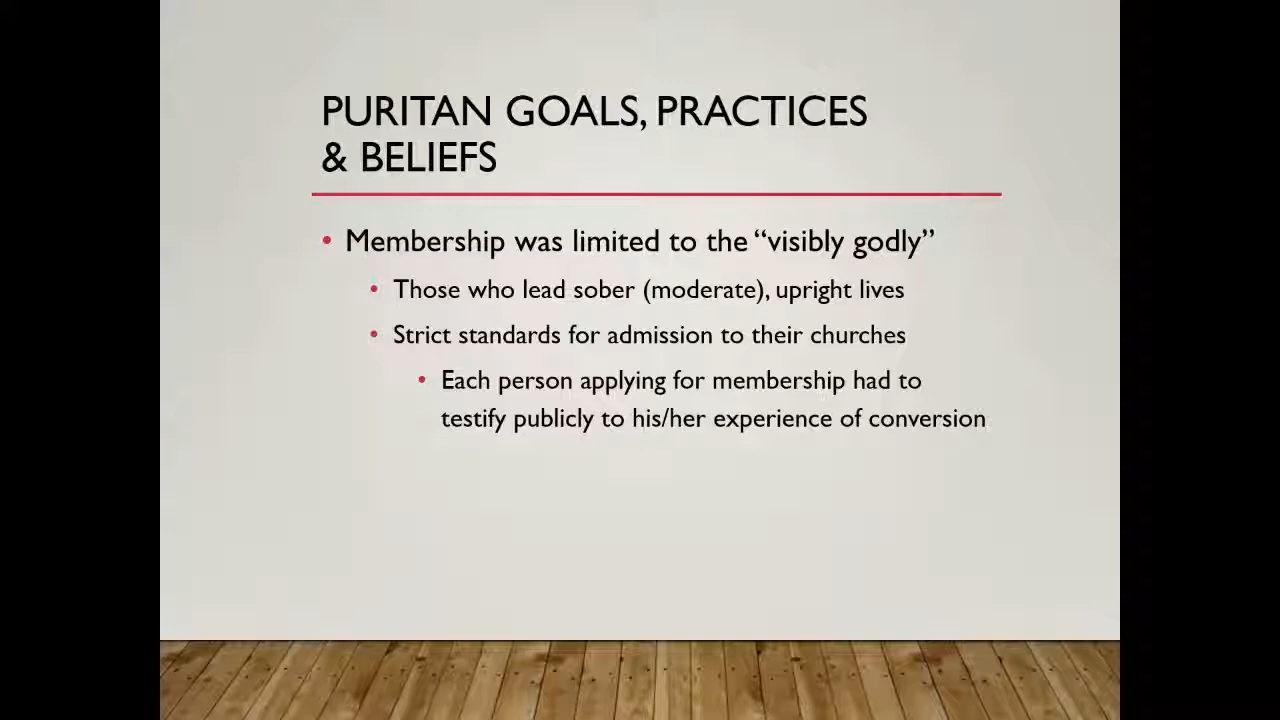 PURITAN GOALS, PRACTICES
& BELIEFS
• Membership was limited to the “visibly godly”
• Those who lead sober (moderate), upright lives
• Strict standards for admission to their churches
• Each person applying for membership had to
testify publicly to his/her experience of conversion